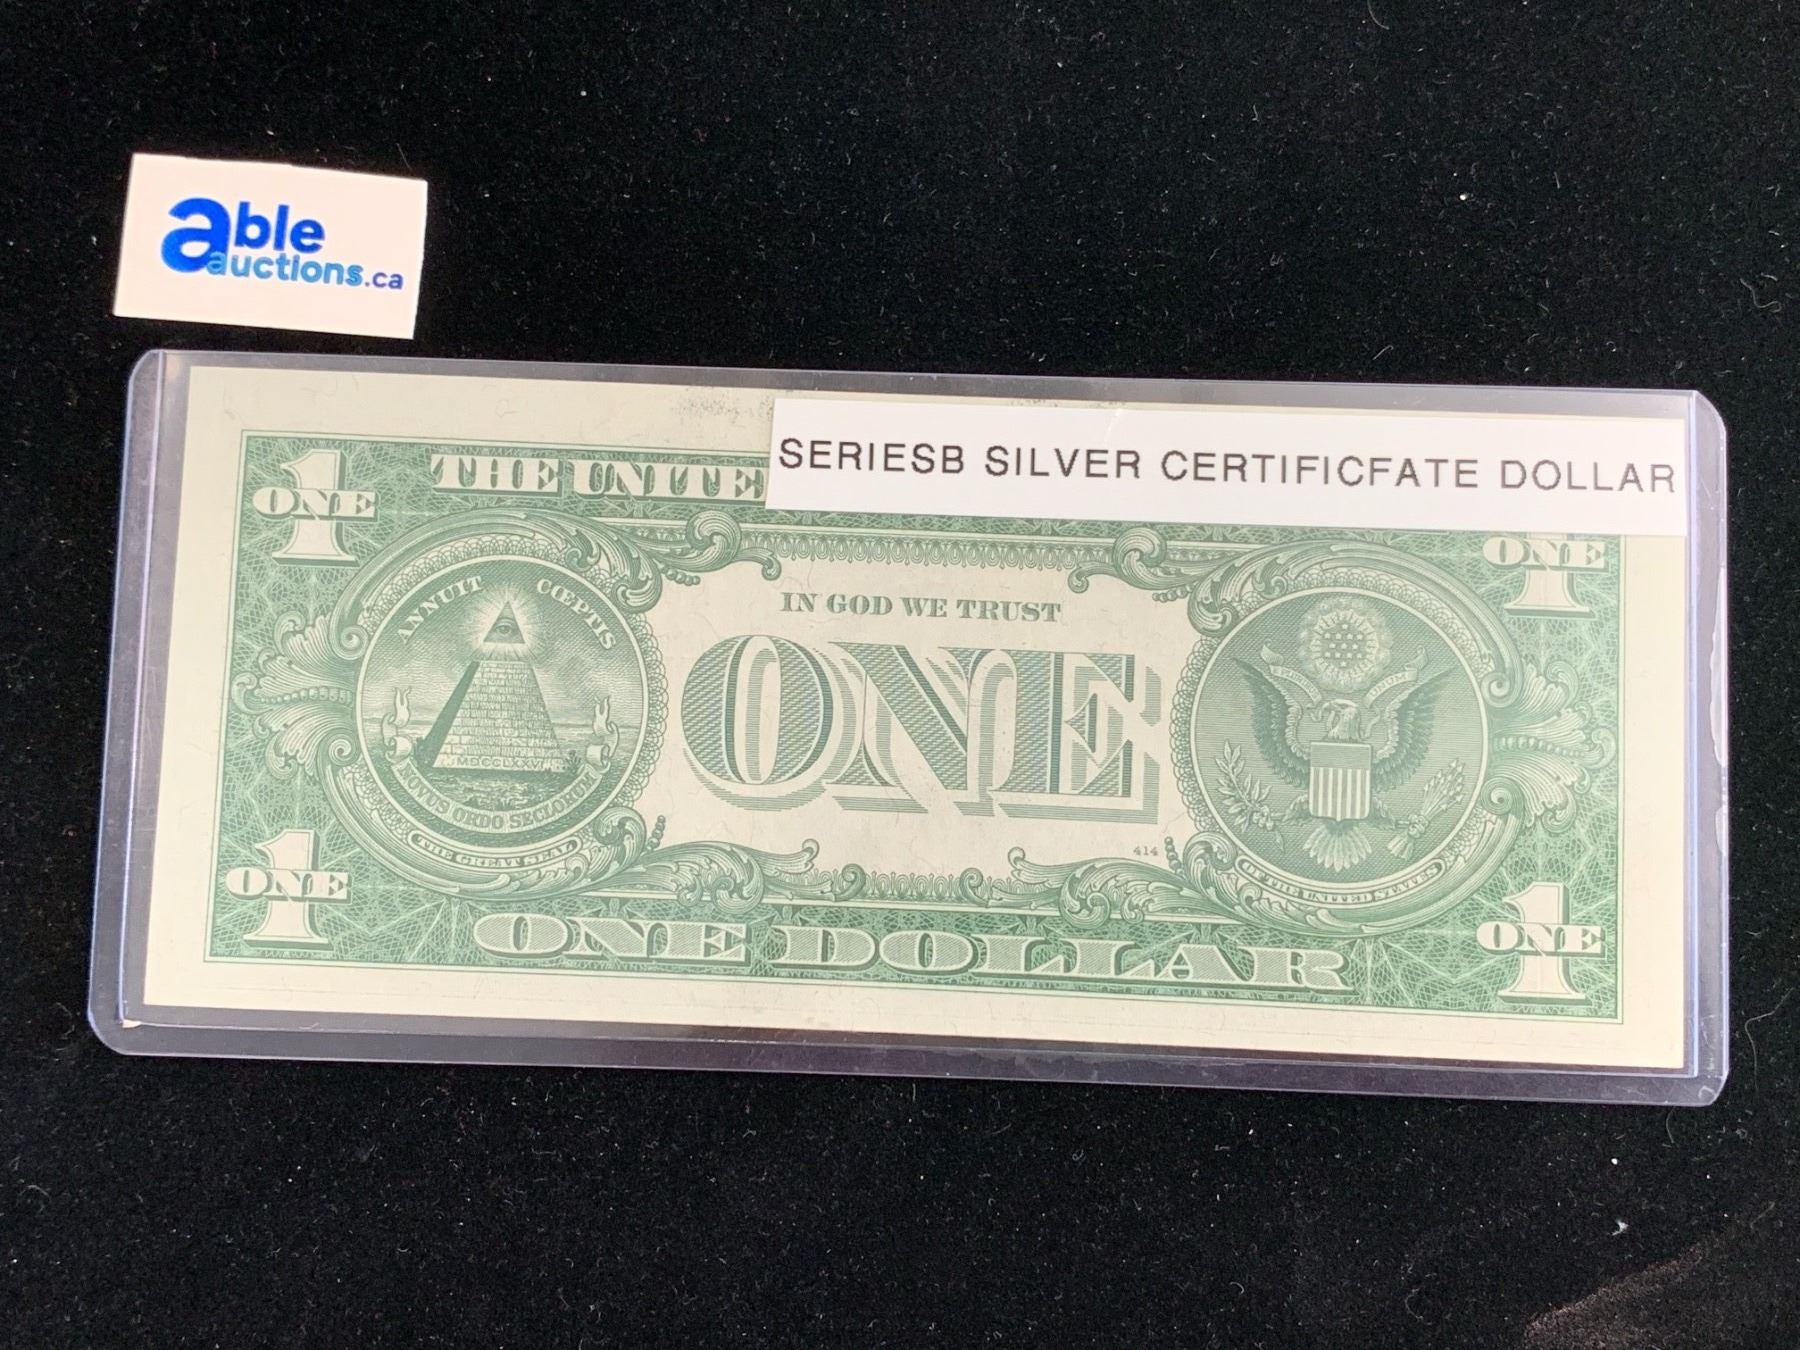 able
auctions.ca
SERIESB SILVER CERTIFICFATE DOLLAR
THE UNITE
ONE
1
ONE
1
ANNUIT CŒPTIS
IN GOD WE TRUST
ONE
MDCCLXXVI
NOVUS ORDO SECLORUM
THE GREAT SEAL
414
OF THE UNITED STATES
ONE
1
ONE DOLLAR
ONE
1